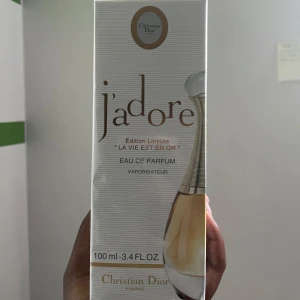 Christian
Dior
j'adore
Edition Limitée
"LA VIE EST EN OR"
EAU DE PARFUM
VAPORISATEUR
100 ml-3.4 FL.OZ
Christian Dior
PARIS